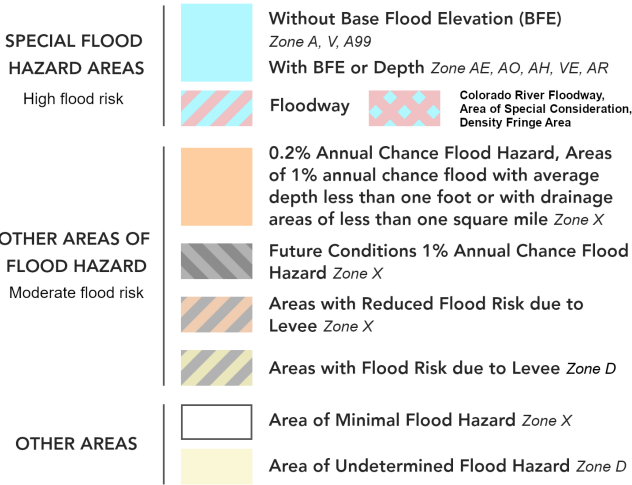 SPECIAL FLOOD
HAZARD AREAS
High flood risk
Without Base Flood Elevation (BFE)
Zone A, V, A99
With BFE or Depth Zone AE, AO, AH, VE, AR
Floodway
Colorado River Floodway,
Area of Special Consideration,
Density Fringe Area
OTHER AREAS OF
FLOOD HAZARD
Moderate flood risk
0.2% Annual Chance Flood Hazard, Areas
of 1% annual chance flood with average
depth less than one foot or with drainage
areas of less than one square mile Zone X
Future Conditions 1% Annual Chance Flood
Hazard Zone X
Areas with Reduced Flood Risk due to
Levee Zone X
Areas with Flood Risk due to Levee Zone D
OTHER AREAS
Area of Minimal Flood Hazard Zone X
Area of Undetermined Flood Hazard Zone D